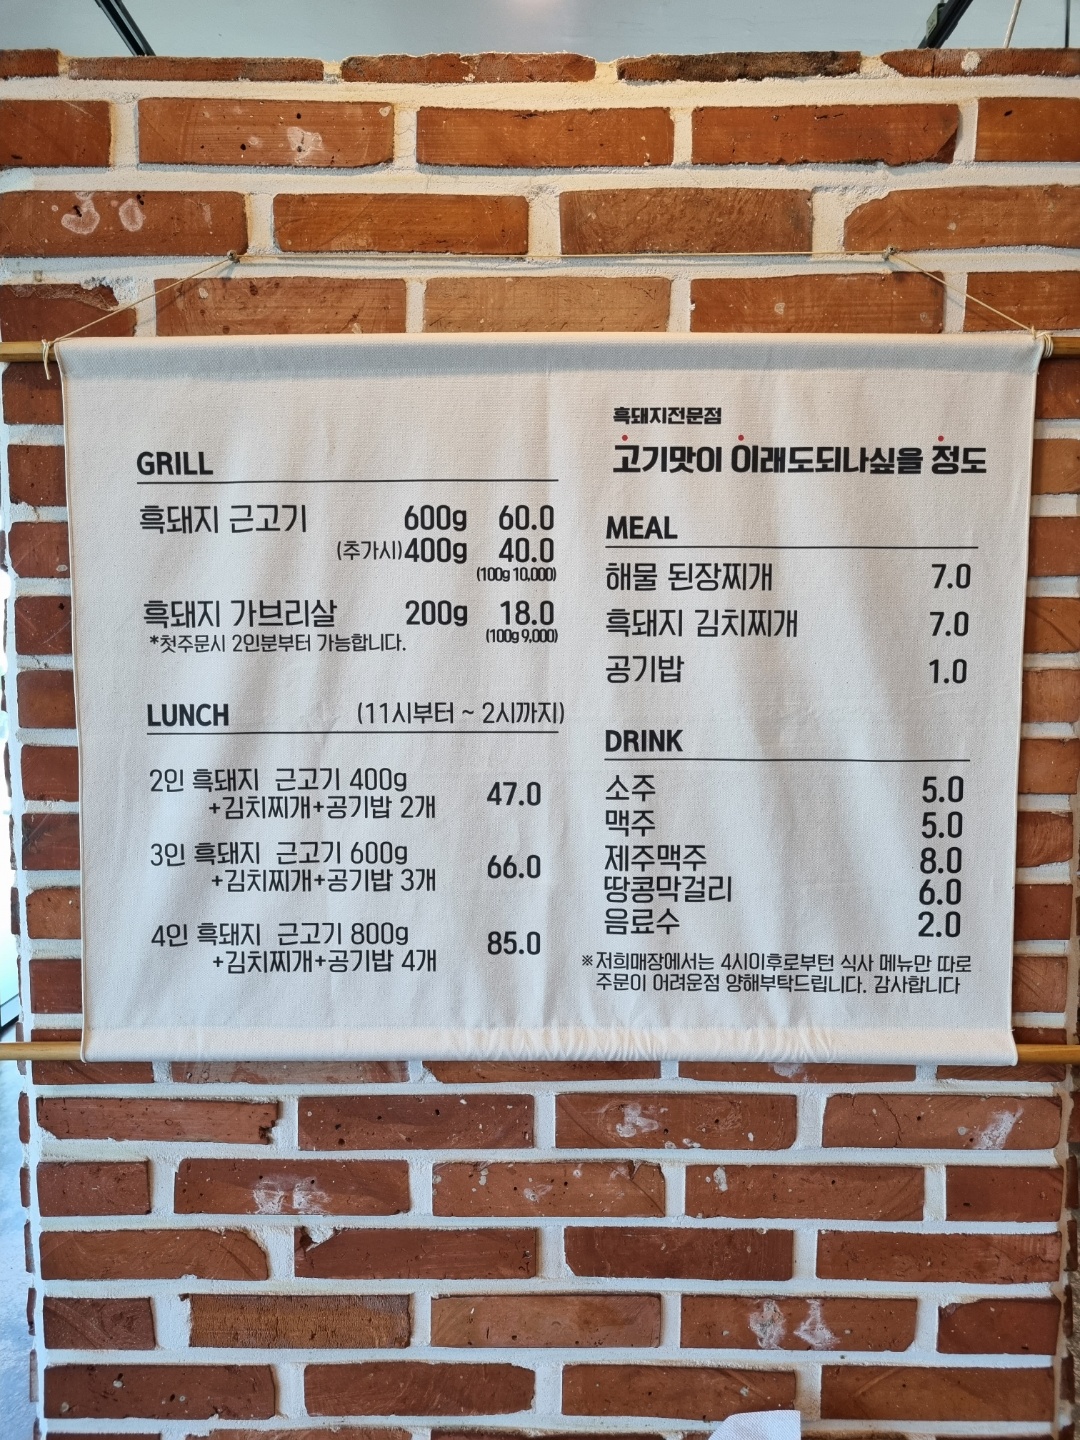 GRILL
흑돼지 근고기 600g 60.0
(추가시)400g 40.0
(100g 10,000)
흑돼지 가브리살 200g 18.0
(100g 9,000)
*첫주문시 2인분부터 가능합니다.
LUNCH (11시부터 ~ 2시까지)
2인 흑돼지 근고기 400g
+김치찌개+공기밥 2개 47.0
3인 흑돼지 근고기 600g
+김치찌개+공기밥 3개 66.0
4인 흑돼지 근고기 800g
+김치찌개+공기밥 4개 85.0
흑돼지전문점
고기맛이 이래도되나싶을 정도
MEAL
해물 된장찌개 7.0
흑돼지 김치찌개 7.0
공기밥 1.0
DRINK
소주 5.0
맥주 5.0
제주맥주 8.0
땅콩막걸리 6.0
음료수 2.0
※저희매장에서는 4시이후로부턴 식사 메뉴만 따로
주문이 어려운점 양해부탁드립니다. 감사합니다